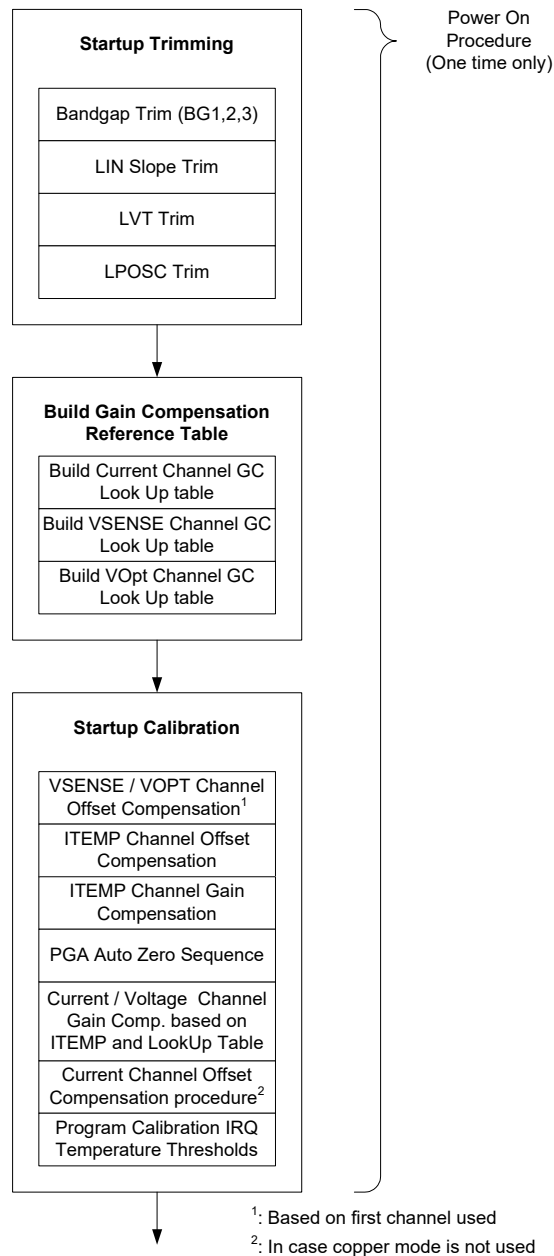 Startup Trimming
Bandgap Trim (BG1,2,3)
LIN Slope Trim
LVT Trim
LPOSC Trim
Power On
Procedure
(One time only)
Build Gain Compensation
Reference Table
Build Current Channel GC
Look Up table
Build VSENSE Channel GC
Look Up table
Build VOpt Channel GC
Look Up table
Startup Calibration
VSENSE / VOPT Channel
Offset Compensation¹
ITEMP Channel Offset
Compensation
ITEMP Channel Gain
Compensation
PGA Auto Zero Sequence
Current / Voltage Channel
Gain Comp. based on
ITEMP and LookUp Table
Current Channel Offset
Compensation procedure²
Program Calibration IRQ
Temperature Thresholds
¹: Based on first channel used
²: In case copper mode is not used